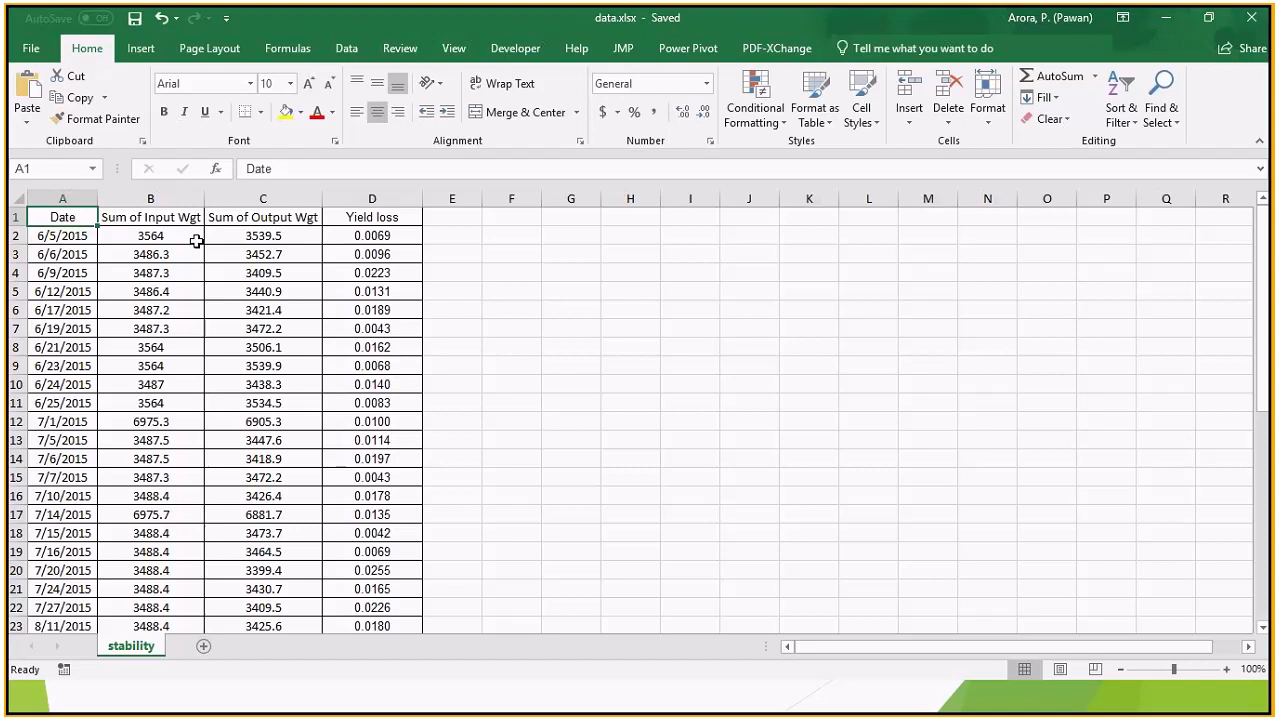 AutoSave Off data.xlsx - Saved Arora, P. (Pawan)
File Home Insert Page Layout Formulas Data Review View Developer Help JMP Power Pivot PDF-XChange Tell me what you want to do Share
Paste Cut Copy Format Painter Clipboard
Arial 10 A A B I U A Font
ab Wrap Text Merge & Center Alignment
General $ % , Number
Conditional Formatting Format as Table Cell Styles Styles
Insert Delete Format Cells
AutoSum Fill Clear Sort & Filter Find & Select Editing
A1 fx Date
A B C D E F G H I J K L M N O P Q R
1 Date Sum of Input Wgt Sum of Output Wgt Yield loss
2 6/5/2015 3564 3539.5 0.0069
3 6/6/2015 3486.3 3452.7 0.0096
4 6/9/2015 3487.3 3409.5 0.0223
5 6/12/2015 3486.4 3440.9 0.0131
6 6/17/2015 3487.2 3421.4 0.0189
7 6/19/2015 3487.3 3472.2 0.0043
8 6/21/2015 3564 3506.1 0.0162
9 6/23/2015 3564 3539.9 0.0068
10 6/24/2015 3487 3438.3 0.0140
11 6/25/2015 3564 3534.5 0.0083
12 7/1/2015 6975.3 6905.3 0.0100
13 7/5/2015 3487.5 3447.6 0.0114
14 7/6/2015 3487.5 3418.9 0.0197
15 7/7/2015 3487.3 3472.2 0.0043
16 7/10/2015 3488.4 3426.4 0.0178
17 7/14/2015 6975.7 6881.7 0.0135
18 7/15/2015 3488.4 3473.7 0.0042
19 7/16/2015 3488.4 3464.5 0.0069
20 7/20/2015 3488.4 3399.4 0.0255
21 7/24/2015 3488.4 3430.7 0.0165
22 7/27/2015 3488.4 3409.5 0.0226
23 8/11/2015 3488.4 3425.6 0.0180
stability
Ready 100%